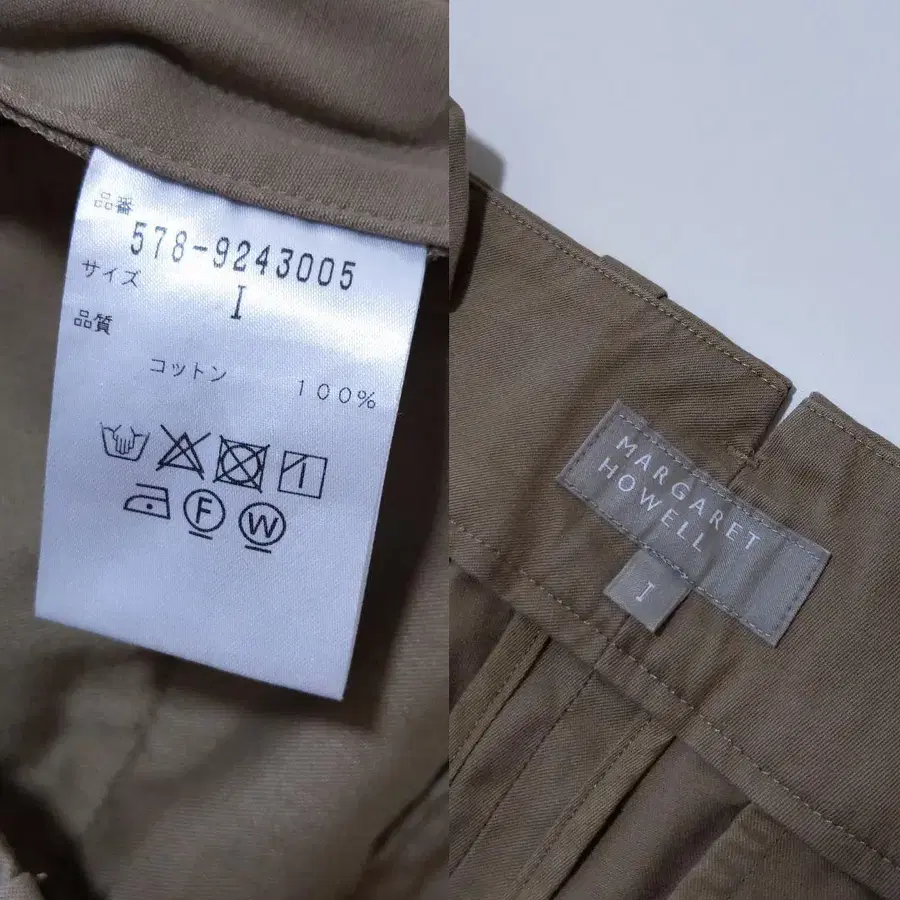 品番
578-9243005
サイズ
I
品質
コットン 100%
F W
MARGARET
HOWELL
I